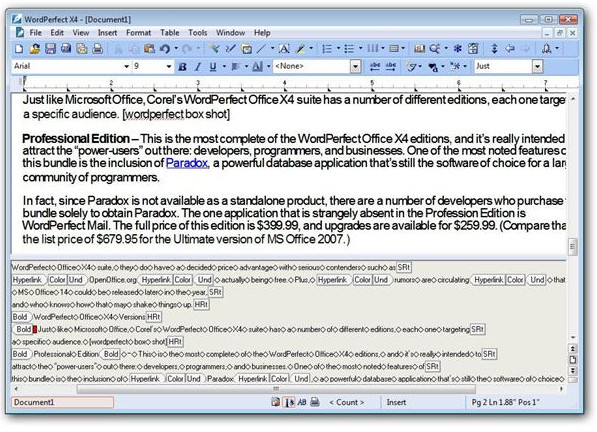 WordPerfect X4 - [Document1]
File Edit View Insert Format Table Tools Window Help
Arial 9 B I U <None> Just
1 2 3 4 5 6 7
Just like Microsoft Office, Corel's WordPerfect Office X4 suite has a number of different editions, each one targe
a specific audience. [wordperfect box shot]
Professional Edition – This is the most complete of the WordPerfect Office X4 editions, and it's really intended
attract the "power-users" out there: developers, programmers, and businesses. One of the most noted features o
this bundle is the inclusion of Paradox, a powerful database application that's still the software of choice for a lar
community of programmers.
In fact, since Paradox is not available as a standalone product, there are a number of developers who purchase
bundle solely to obtain Paradox. The one application that is strangely absent in the Profession Edition is
WordPerfect Mail. The full price of this edition is $399.99, and upgrades are available for $259.99. (Compare tha
the list price of $679.95 for the Ultimate version of MS Office 2007.)
WordPerfect◇Office◇X4◇suite,◇they◇do◇have◇a◇decided◇price◇advantage◇with◇serious◇contenders◇such◇as SRt
Hyperlink Color Und OpenOffice.org Hyperlink Color Und ◇actually◇being◇free.◇Plus,◇ Hyperlink Color Und rumors◇are◇circulating Hyperlink Color Und ◇that
◇MS◇Office◇14◇could◇be◇released◇later◇in◇the◇year, SRt
and◇who◇knows◇how◇that◇may◇shake◇things◇up. HRt
Bold WordPerfect◇Office◇X4◇Versions HRt
Bold Just◇like◇Microsoft◇Office,◇Corel's◇WordPerfect◇Office◇X4◇suite◇has◇a◇number◇of◇different◇editions,◇each◇one◇targeting SRt
a◇specific◇audience.◇[wordperfect◇box◇shot] HRt
Bold Professional◇Edition Bold ◇–◇This◇is◇the◇most◇complete◇of◇the◇WordPerfect◇Office◇X4◇editions,◇and◇it's◇really◇intended◇to SRt
attract◇the◇"power-users"◇out◇there:◇developers,◇programmers,◇and◇businesses.◇One◇of◇the◇most◇noted◇features◇of SRt
this◇bundle◇is◇the◇inclusion◇of◇ Hyperlink Color Und Paradox Hyperlink Color Und ,◇a◇powerful◇database◇application◇that's◇still◇the◇software◇of◇choice◇
Document1 AB < Count > Insert Pg 2 Ln 1.88" Pos 1"